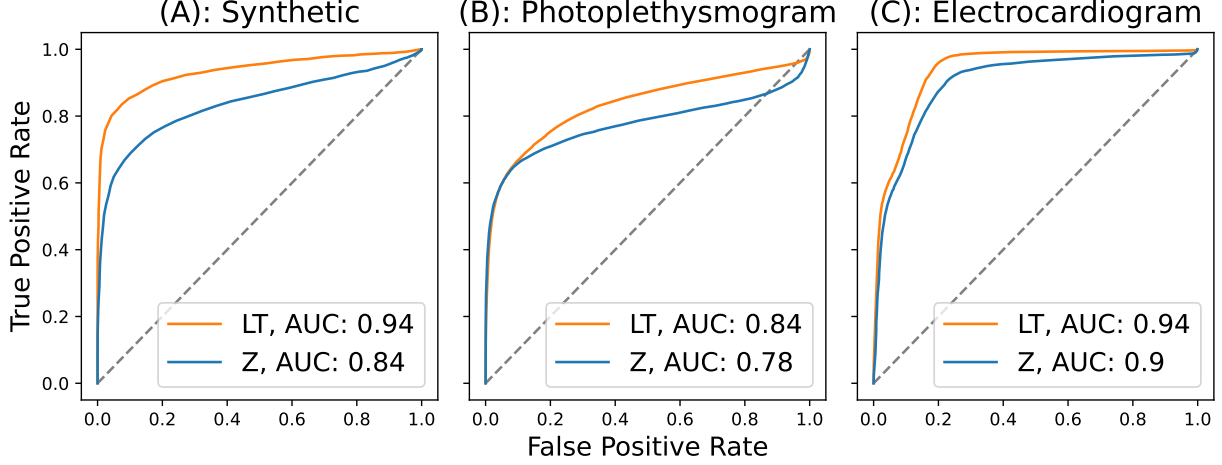 (A): Synthetic
(B): Photoplethysmogram
(C): Electrocardiogram
True Positive Rate
1.0
0.8
0.6
0.4
0.2
0.0
LT, AUC: 0.94
Z, AUC: 0.84
LT, AUC: 0.84
Z, AUC: 0.78
LT, AUC: 0.94
Z, AUC: 0.9
0.0 0.2 0.4 0.6 0.8 1.0
0.0 0.2 0.4 0.6 0.8 1.0
0.0 0.2 0.4 0.6 0.8 1.0
False Positive Rate